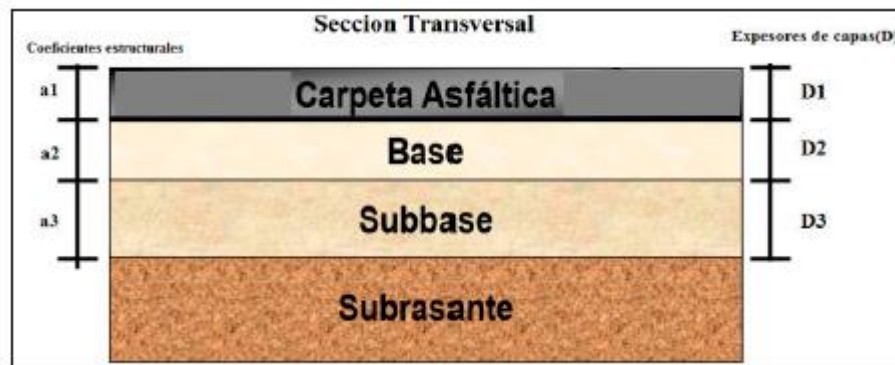 Seccion Transversal
Coeficientes estructurales
Expesores de capas(D)
a1
Carpeta Asfáltica
D1
a2
Base
D2
a3
Subbase
D3
Subrasante